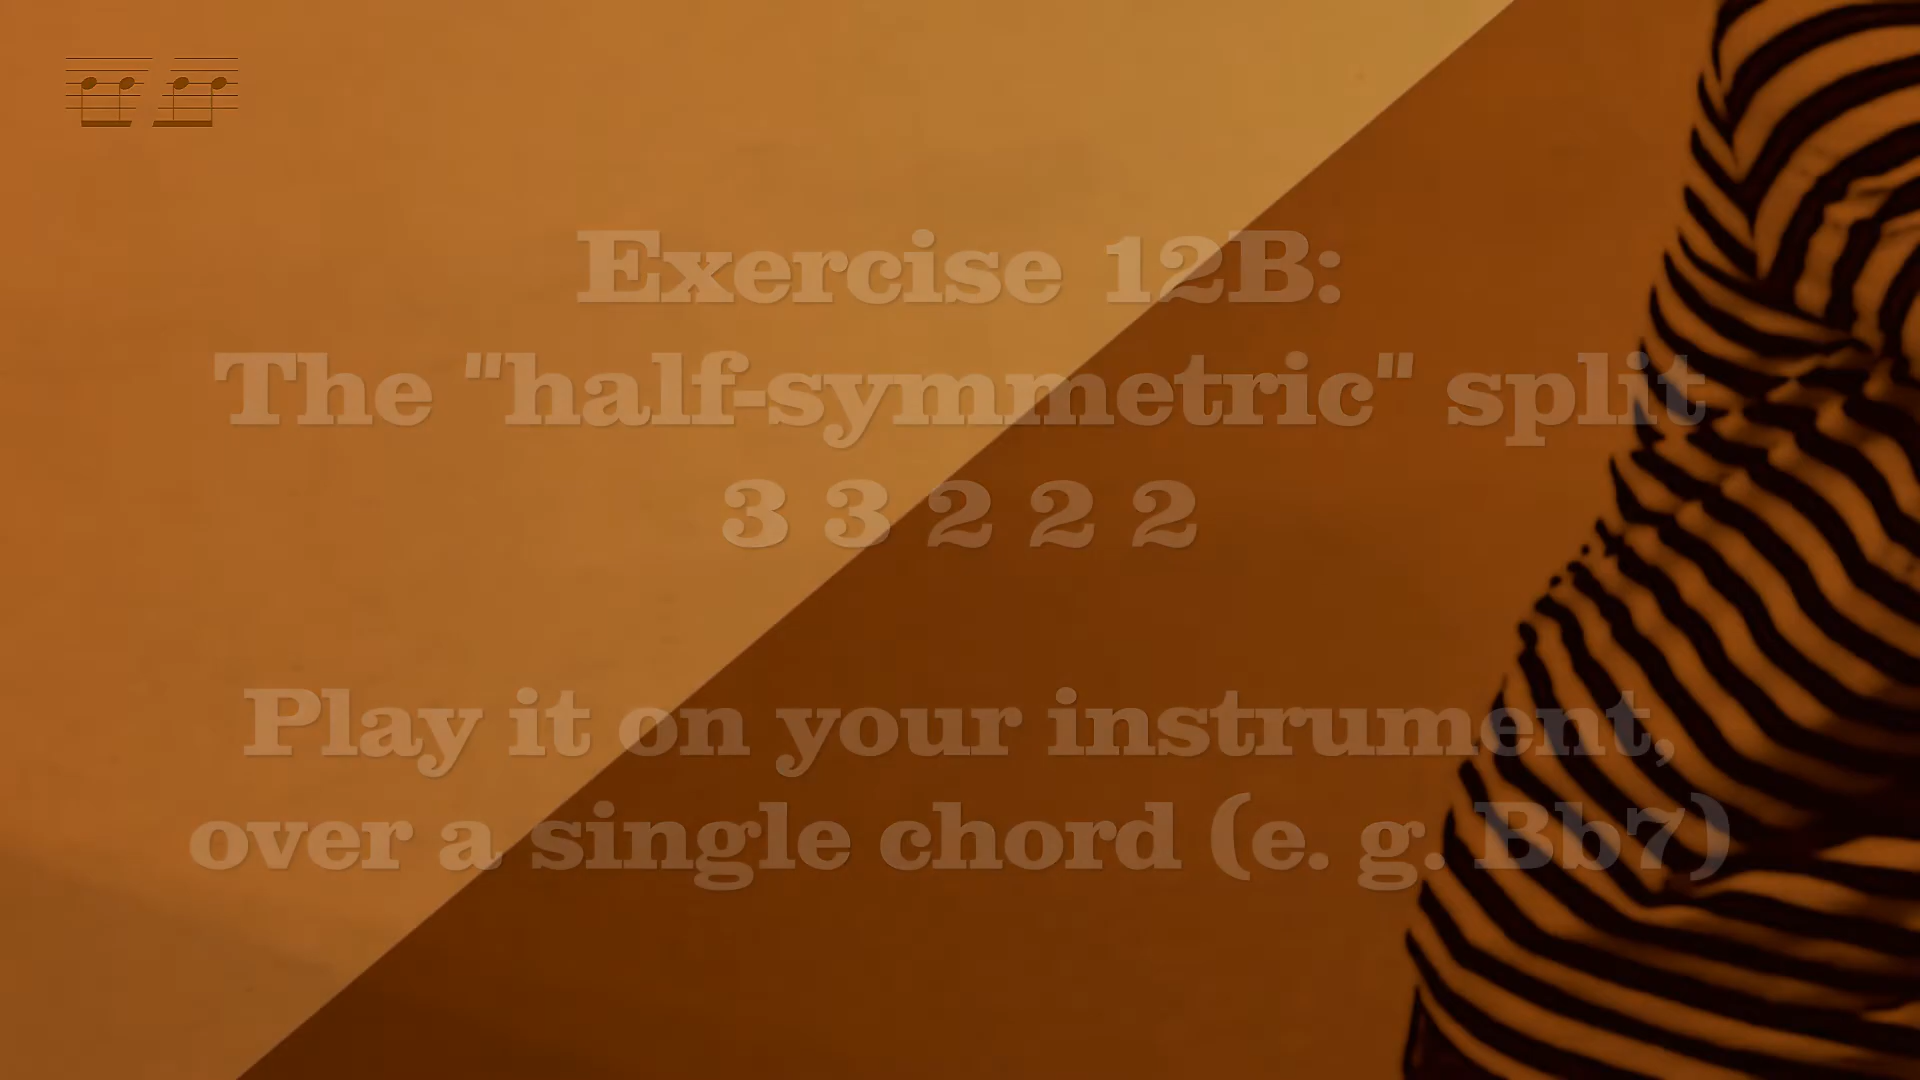 Exercise 12B:
The "half-symmetric" split
3 3 2 2 2
Play it on your instrument,
over a single chord (e. g. Bb7)